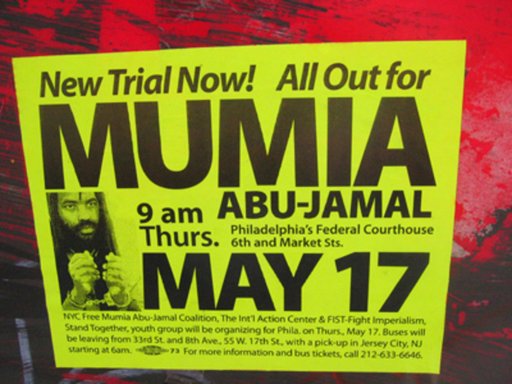 New Trial Now! All Out for
MUMIA
ABU-JAMAL
9 am
Thurs.
Philadelphia's Federal Courthouse
6th and Market Sts.
MAY 17
NYC Free Mumia Abu-Jamal Coalition, The Int'l Action Center & FIST-Fight Imperialism,
Stand Together, youth group will be organizing for Phila. on Thurs., May 17. Buses will
be leaving from 33rd St. and 8th Ave., 55 W. 17th St., with a pick-up in Jersey City, NJ
starting at 6am. 73 For more information and bus tickets, call 212-633-6646.